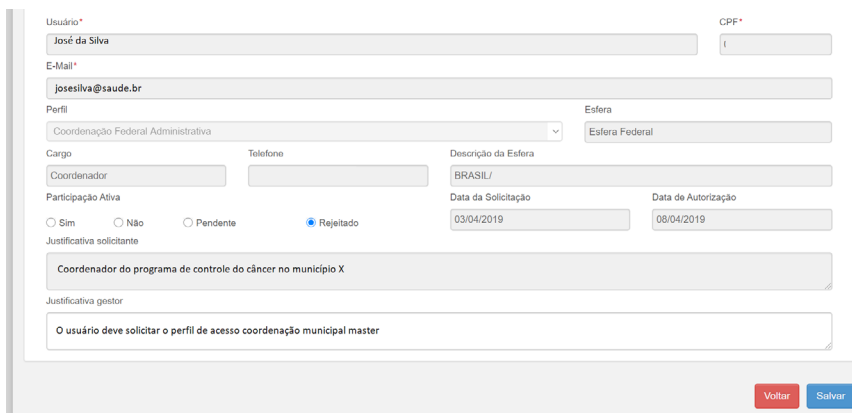 Usuário* CPF*
José da Silva
E-Mail*
josesilva@saude.br
Perfil Esfera
Coordenação Federal Administrativa Esfera Federal
Cargo Telefone Descrição da Esfera
Coordenador BRASIL/
Participação Ativa Data da Solicitação Data de Autorização
Sim Não Pendente Rejeitado 03/04/2019 08/04/2019
Justificativa solicitante
Coordenador do programa de controle do câncer no município X
Justificativa gestor
O usuário deve solicitar o perfil de acesso coordenação municipal master
Voltar Salvar